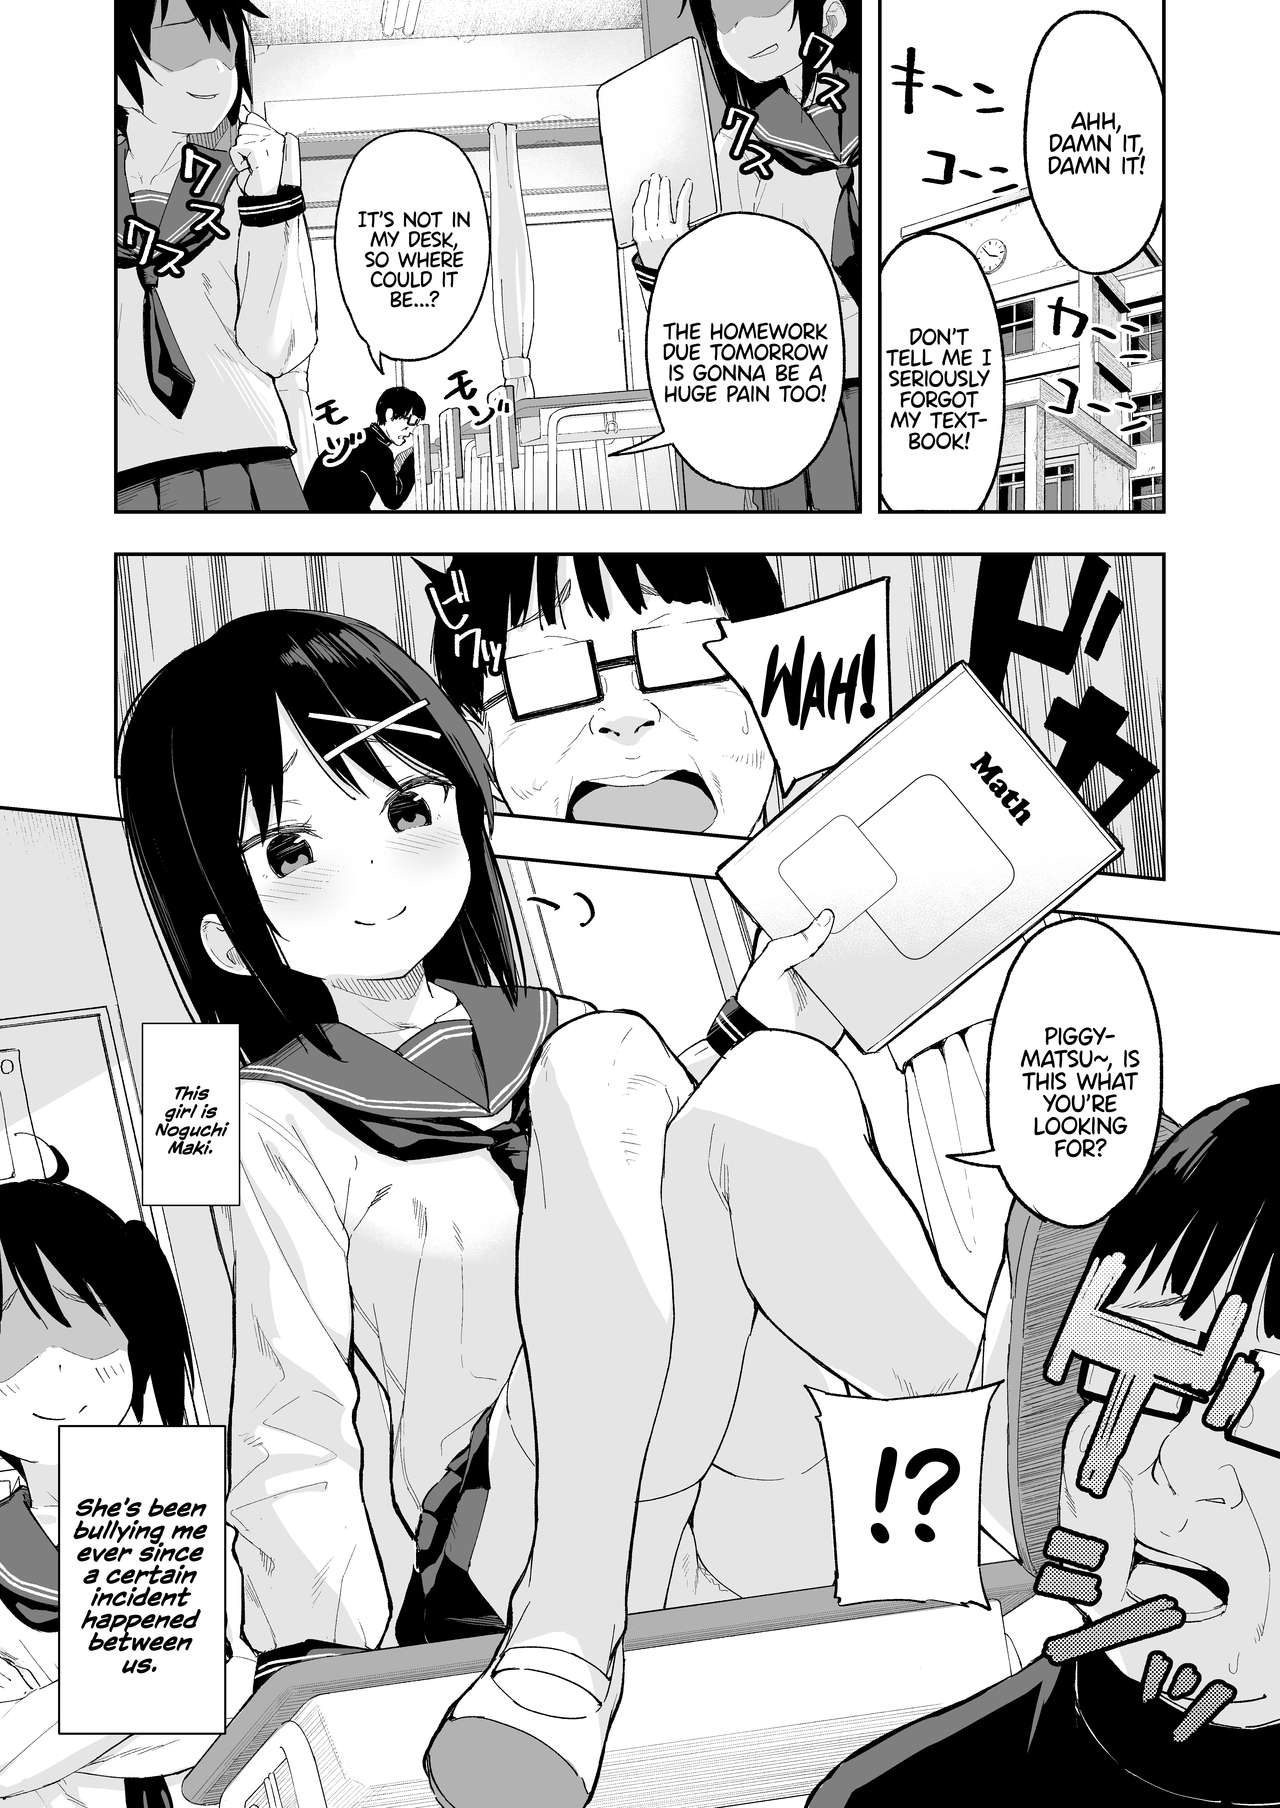 AHH,
DAMN IT,
DAMN IT!
キーンコーン
カーンコーン
DON'T
TELL ME I
SERIOUSLY
FORGOT
MY TEXT-
BOOK!
THE HOMEWORK
DUE TOMORROW
IS GONNA BE A
HUGE PAIN TOO!
IT'S NOT IN
MY DESK,
SO WHERE
COULD IT
BE...?
クスクス
クスクス
モゾ
モゾ
ビクッ
WAH!
Math
PIGGY-
MATSU~, IS
THIS WHAT
YOU'RE
LOOKING
FOR?
This
girl is
Noguchi
Maki.
!?
She's been
bullying me
ever since
a certain
incident
happened
between
us.